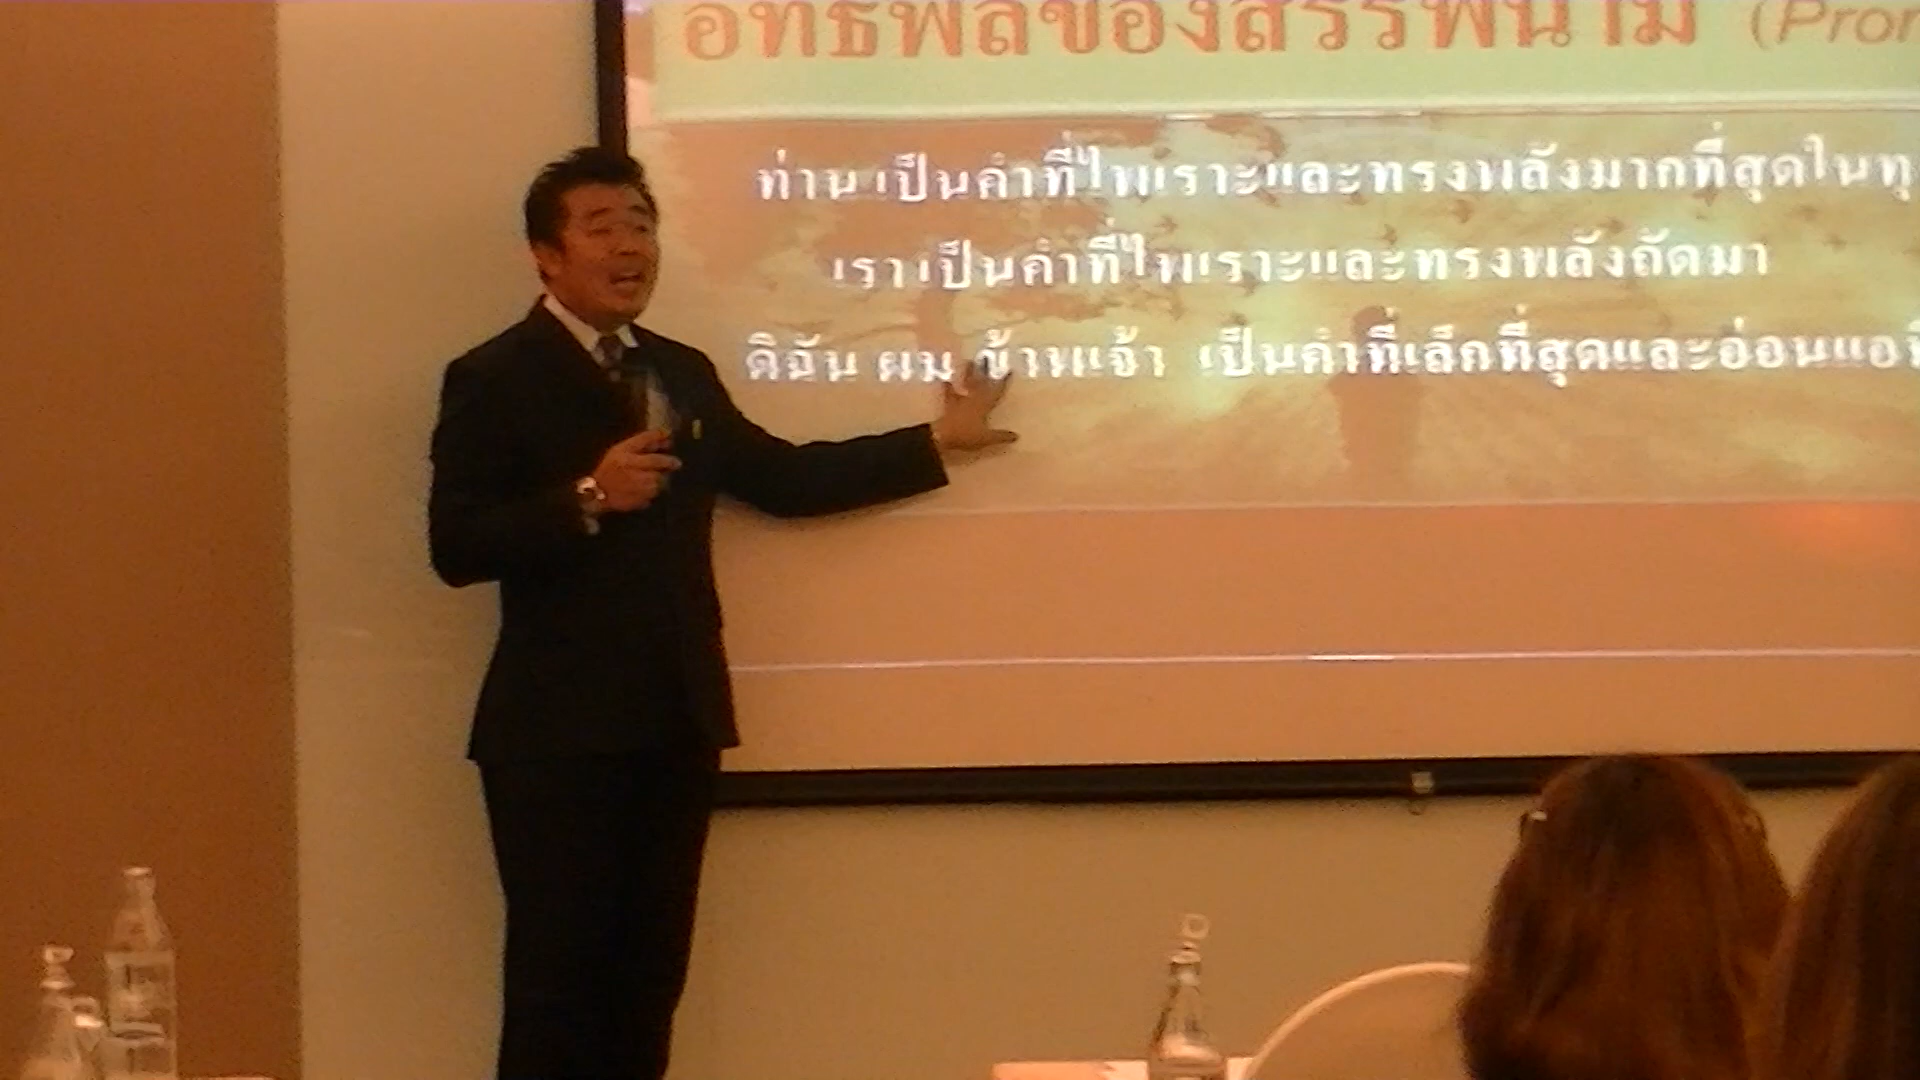 อิทธิพลของสรรพนาม (Pron
ท่าน เป็นคำที่ไพเราะและทรงพลังมากที่สุดในทุ
เรา เป็นคำที่ไพเราะและทรงพลังถัดมา
ดิฉัน ผม ข้าพเจ้า เป็นคำที่เล็กที่สุดและอ่อนแอที่